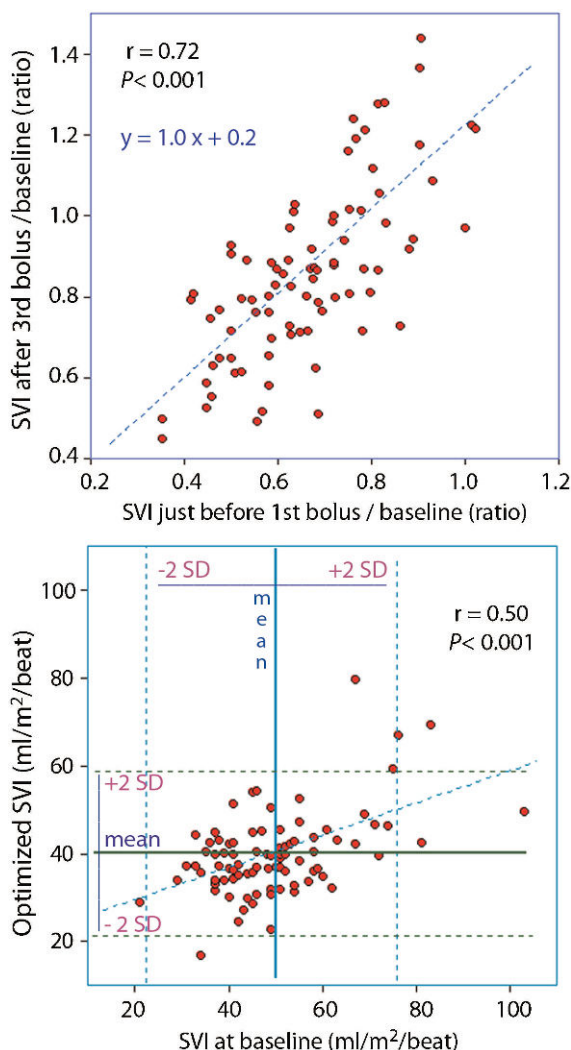 r = 0.72
P< 0.001
y = 1.0 x + 0.2
SVI after 3rd bolus /baseline (ratio)
1.4
1.2
1.0
0.8
0.6
0.4
0.2 0.4 0.6 0.8 1.0 1.2
SVI just before 1st bolus / baseline (ratio)
-2 SD +2 SD
mean
r = 0.50
P< 0.001
Optimized SVI (ml/m²/beat)
100
80
60
40
20
+2 SD
mean
- 2 SD
20 40 60 80 100
SVI at baseline (ml/m²/beat)